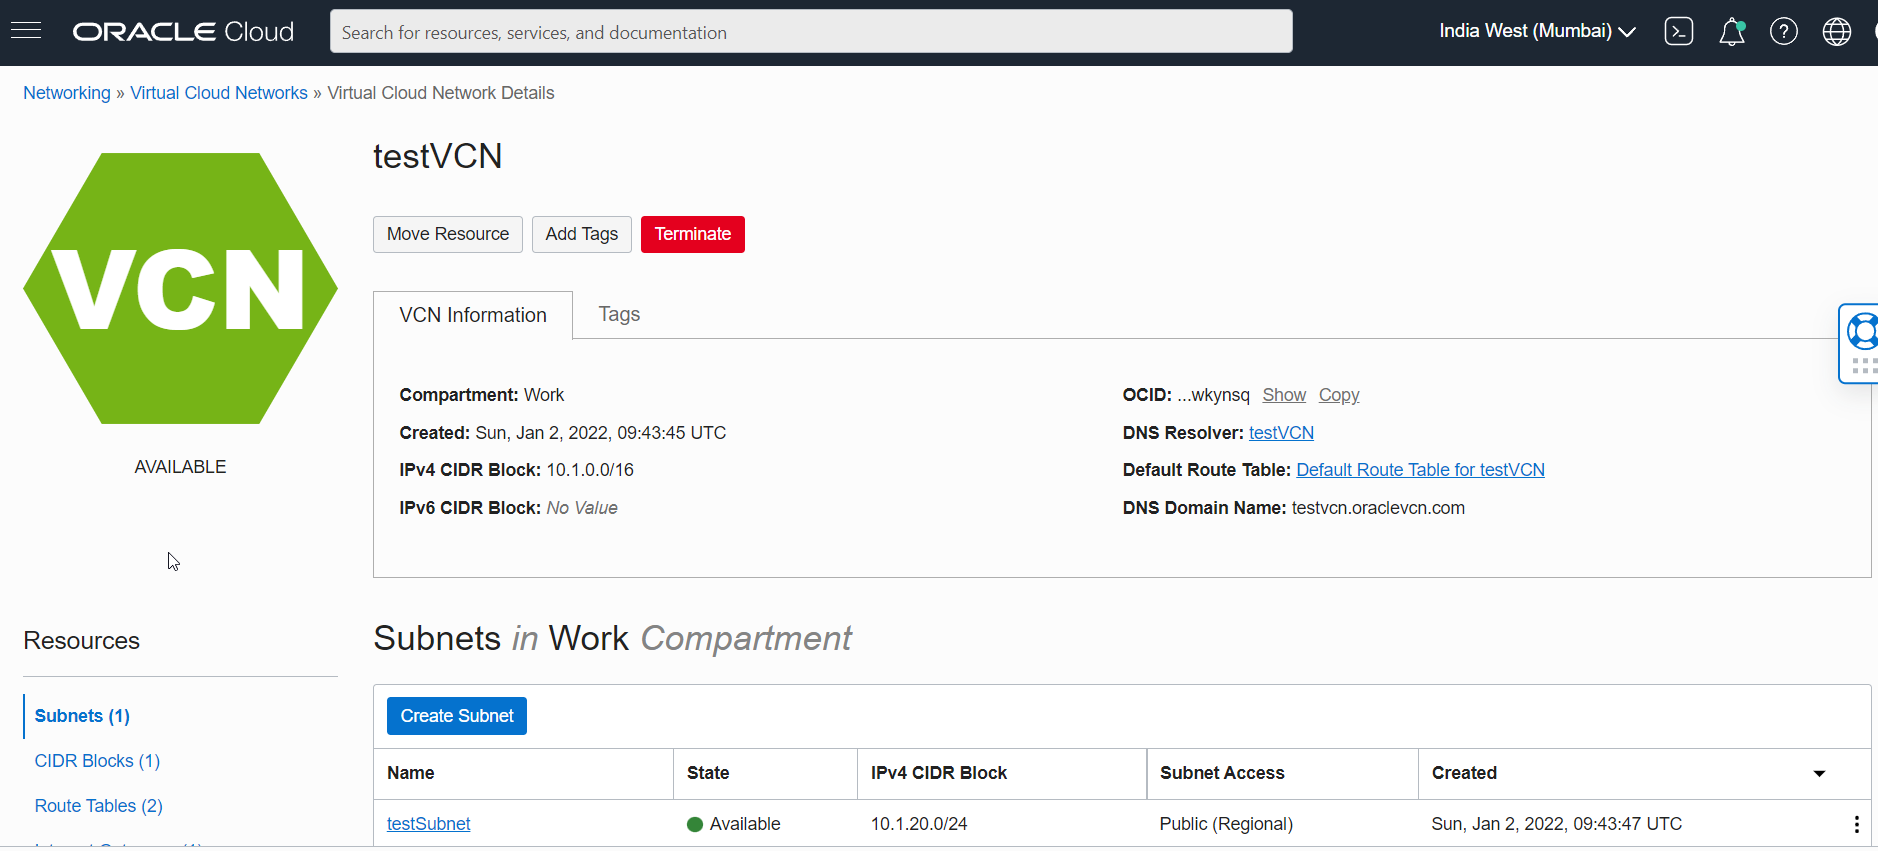 ORACLE Cloud
Search for resources, services, and documentation
India West (Mumbai)
Networking » Virtual Cloud Networks » Virtual Cloud Network Details
VCN
AVAILABLE
testVCN
Move Resource Add Tags Terminate
VCN Information Tags
Compartment: Work
Created: Sun, Jan 2, 2022, 09:43:45 UTC
IPv4 CIDR Block: 10.1.0.0/16
IPv6 CIDR Block: No Value
OCID: ...wkynsq Show Copy
DNS Resolver: testVCN
Default Route Table: Default Route Table for testVCN
DNS Domain Name: testvcn.oraclevcn.com
Resources
Subnets (1)
CIDR Blocks (1)
Route Tables (2)
Subnets in Work Compartment
Create Subnet
Name State IPv4 CIDR Block Subnet Access Created
testSubnet Available 10.1.20.0/24 Public (Regional) Sun, Jan 2, 2022, 09:43:47 UTC